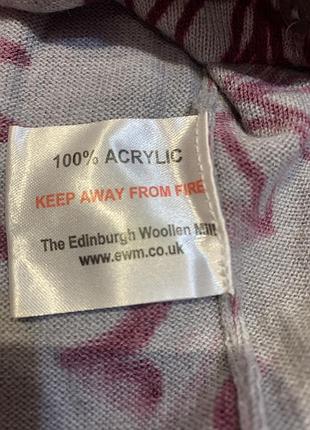 100% ACRYLIC
KEEP AWAY FROM FIRE
The Edinburgh Woollen Mill
www.ewm.co.uk